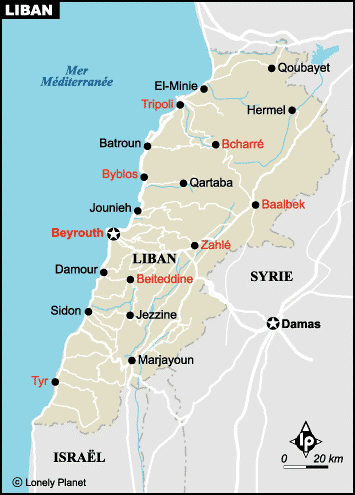 LIBAN
Mer
Méditerranée
Qoubayet
El-Minie
Tripoli
Hermel
Batroun
Bcharré
Byblos
Qartaba
Baalbek
Jounieh
Beyrouth
Zahlé
LIBAN
SYRIE
Damour
Beiteddine
Sidon
Jezzine
Damas
Marjayoun
Tyr
ISRAËL
lp
0 20 km
© Lonely Planet